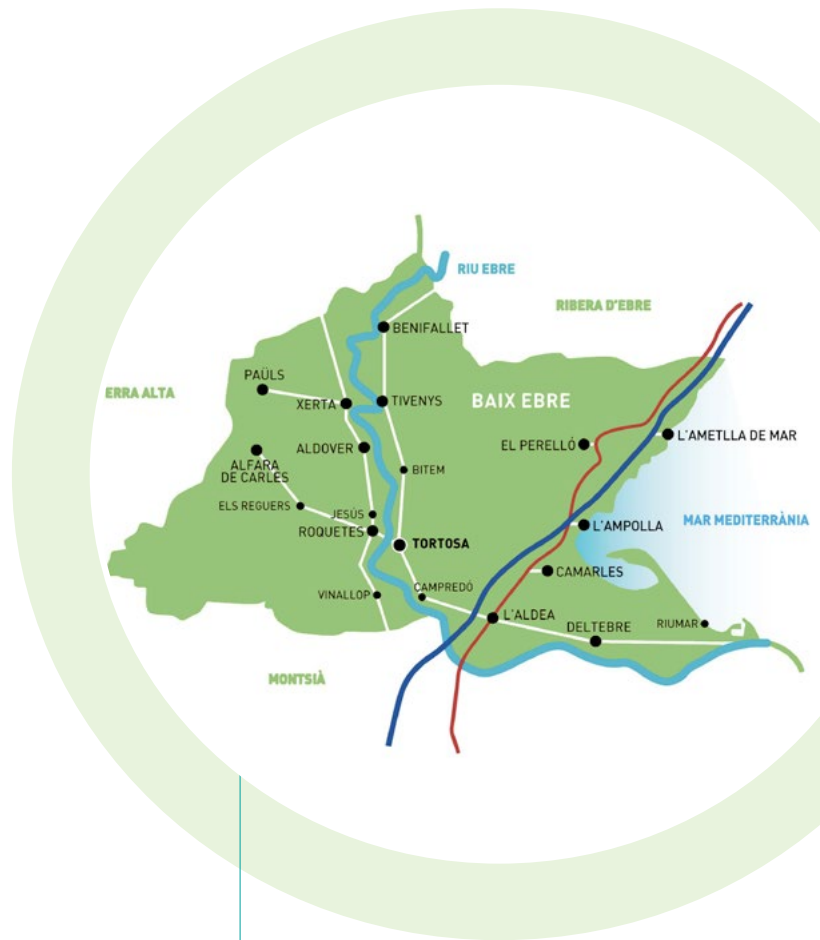 RIU EBRE
RIBERA D'EBRE
BENIFALLET
PAÜLS
ERRA ALTA
XERTA
TIVENYS
BAIX EBRE
ALDOVER
EL PERELLÓ
L'AMETLLA DE MAR
ALFARA
DE CARLES
BITEM
ELS REGUERS
JESÚS
ROQUETES
TORTOSA
L'AMPOLLA
MAR MEDITERRÀNIA
CAMARLES
VINALLOP
CAMPREDÓ
L'ALDEA
DELTEBRE
RIUMAR
MONTSIÀ